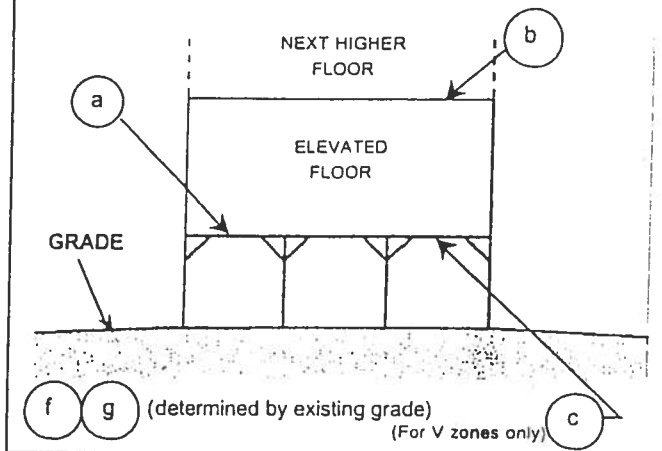 NEXT HIGHER
FLOOR
b
a
ELEVATED
FLOOR
GRADE
f g (determined by existing grade)
(For V zones only) c